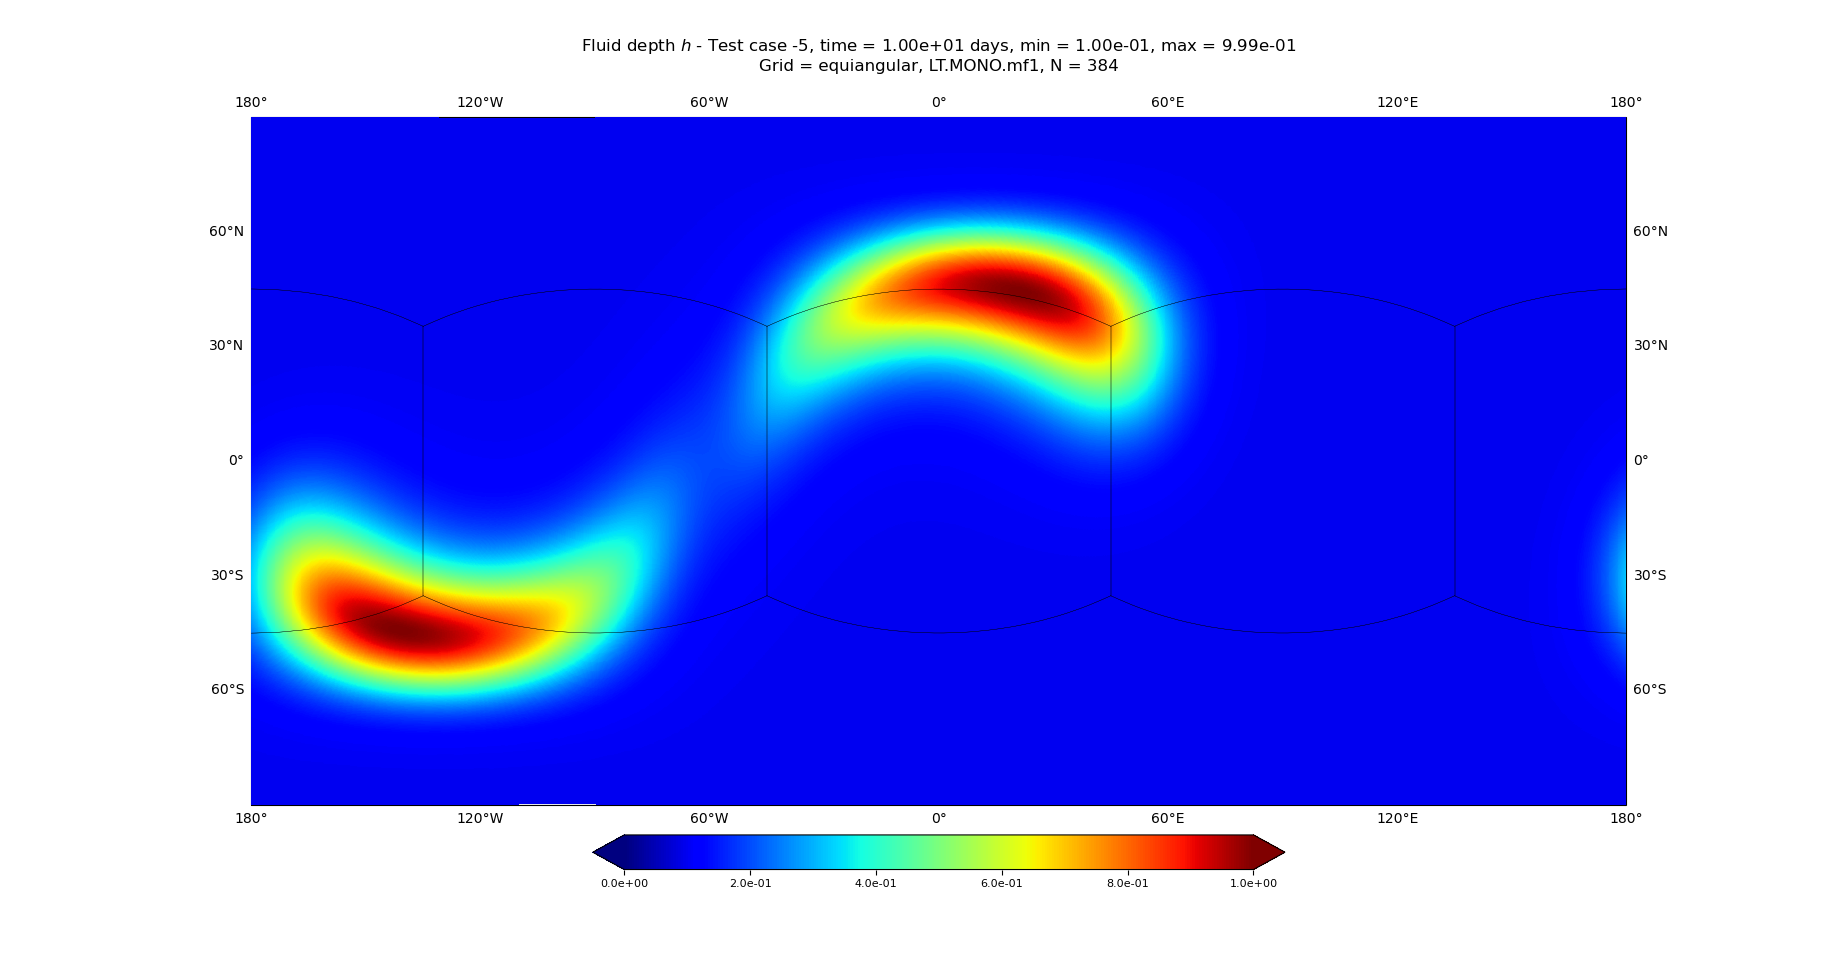 Fluid depth h - Test case -5, time = 1.00e+01 days, min = 1.00e-01, max = 9.99e-01
Grid = equiangular, LT.MONO.mf1, N = 384
180° 120°W 60°W 0° 60°E 120°E 180°
60°N 60°N
30°N 30°N
0° 0°
30°S 30°S
60°S 60°S
180° 120°W 60°W 0° 60°E 120°E 180°
0.0e+00 2.0e-01 4.0e-01 6.0e-01 8.0e-01 1.0e+00